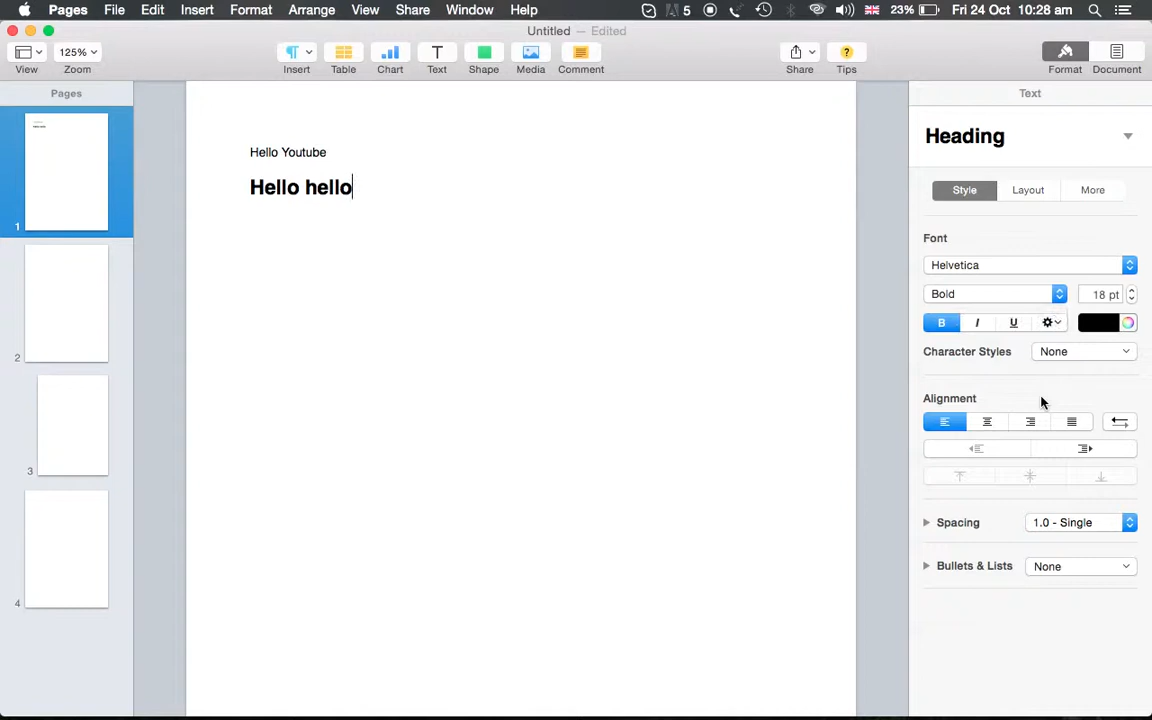 Pages File Edit Insert Format Arrange View Share Window Help 5 23% Fri 24 Oct 10:28 am
Untitled — Edited
125%
View Zoom Insert Table Chart Text Shape Media Comment Share Tips Format Document
Pages
Text
Heading
Hello Youtube
Hello hello
Style Layout More
Font
Helvetica
Bold 18 pt
B I U
Character Styles None
Alignment
Spacing 1.0 - Single
Bullets & Lists None
1
2
3
4